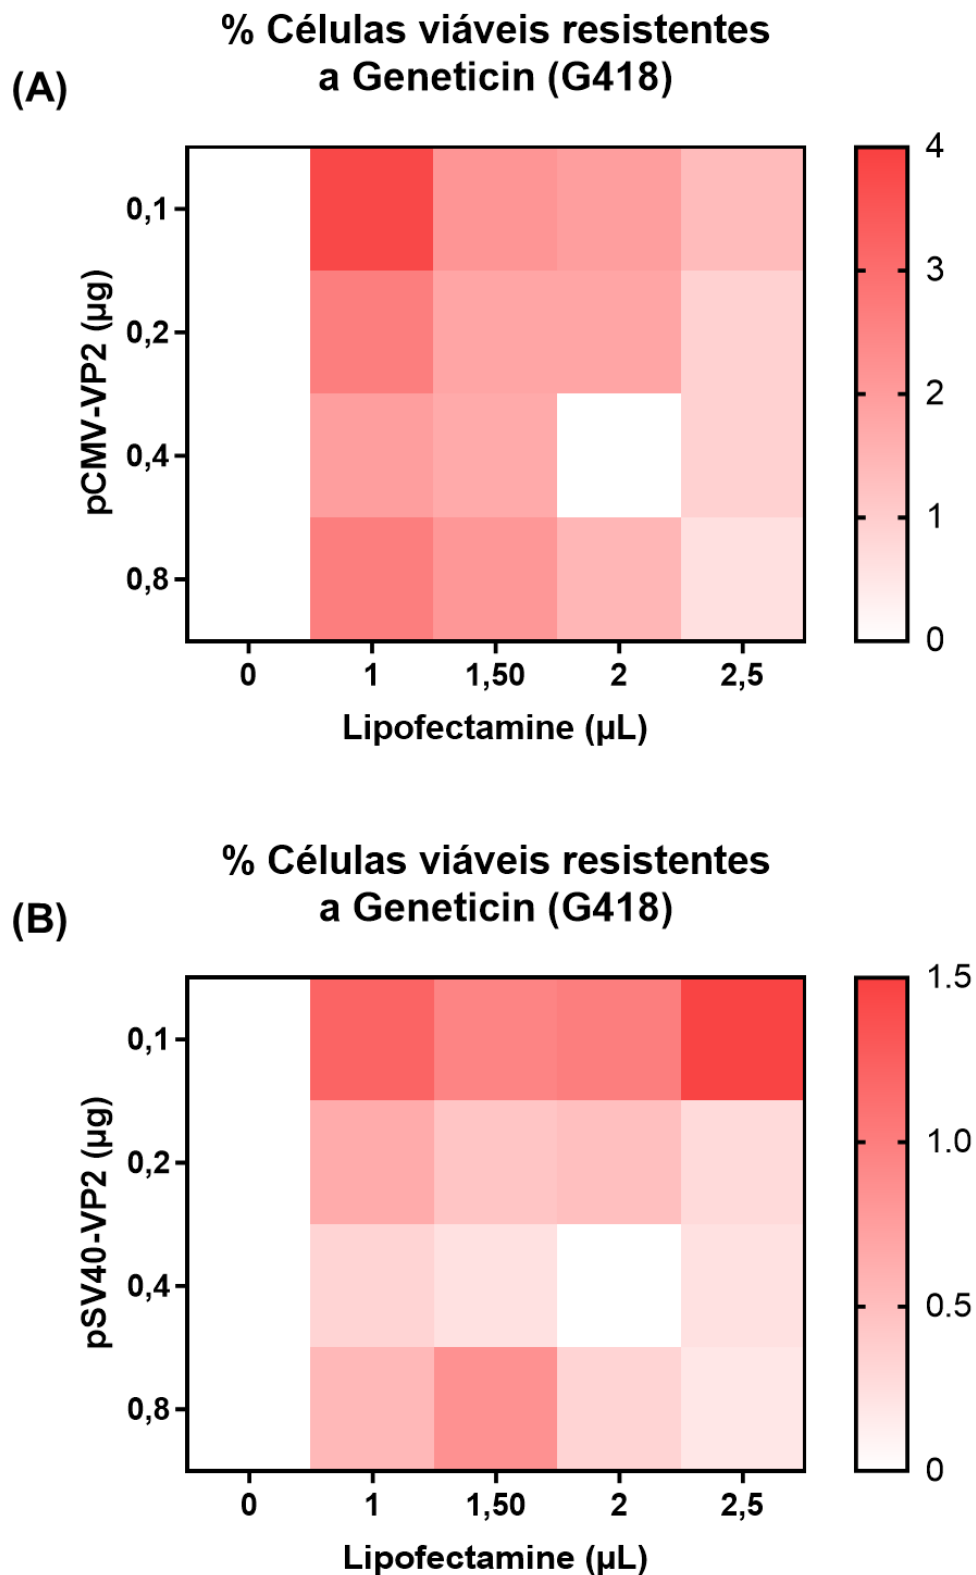 % Células viáveis resistentes
a Geneticin (G418)
(A)
pCMV-VP2 (µg)
0,1
0,2
0,4
0,8
0
1
1,50
2
2,5
Lipofectamine (µL)
4
3
2
1
0
% Células viáveis resistentes
a Geneticin (G418)
(B)
pSV40-VP2 (µg)
0,1
0,2
0,4
0,8
0
1
1,50
2
2,5
Lipofectamine (µL)
1.5
1.0
0.5
0